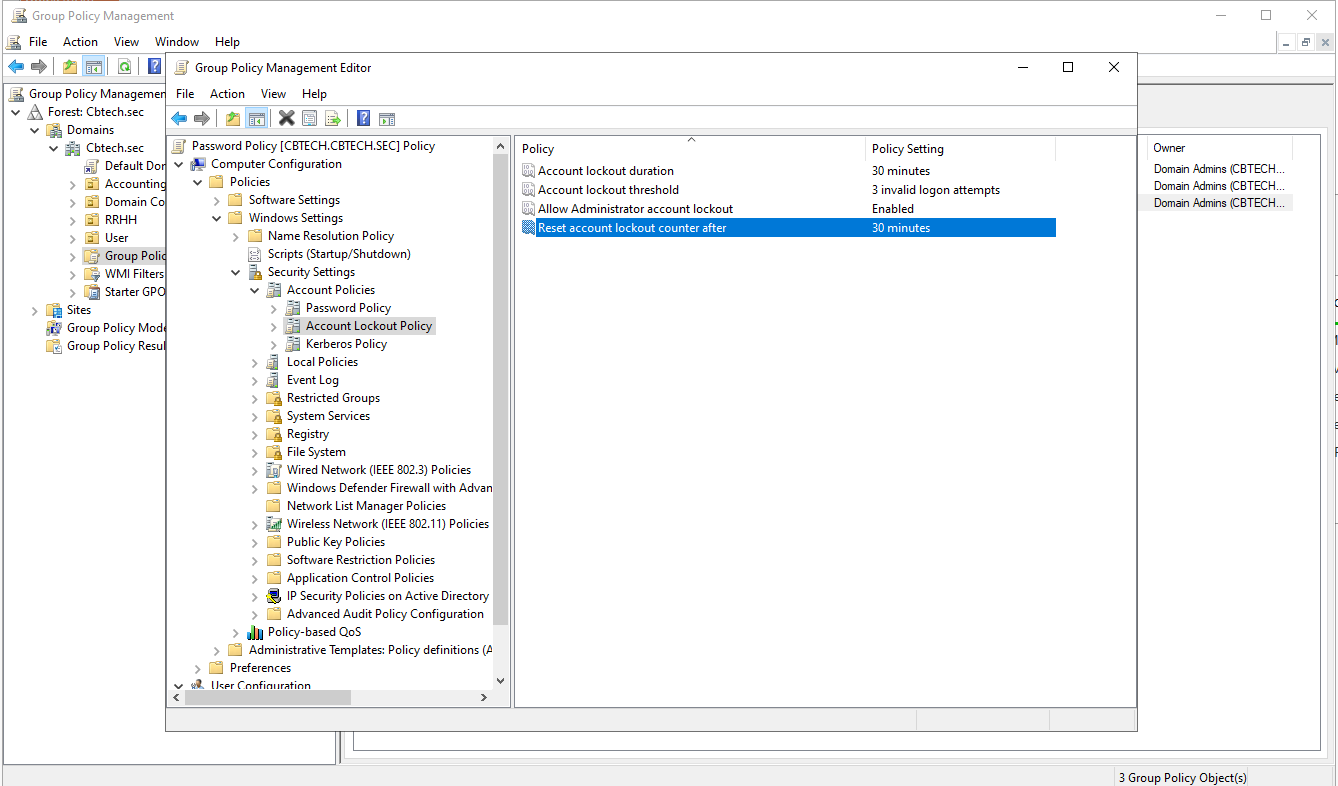 Group Policy Management
File Action View Window Help
Group Policy Managemen
Forest: Cbtech.sec
Domains
Cbtech.sec
Default Dor
Accounting
Domain Co
RRHH
User
Group Polic
WMI Filters
Starter GPO
Sites
Group Policy Mode
Group Policy Resul
Group Policy Management Editor
File Action View Help
Password Policy [CBTECH.CBTECH.SEC] Policy
Computer Configuration
Policies
Software Settings
Windows Settings
Name Resolution Policy
Scripts (Startup/Shutdown)
Security Settings
Account Policies
Password Policy
Account Lockout Policy
Kerberos Policy
Local Policies
Event Log
Restricted Groups
System Services
Registry
File System
Wired Network (IEEE 802.3) Policies
Windows Defender Firewall with Advan
Network List Manager Policies
Wireless Network (IEEE 802.11) Policies
Public Key Policies
Software Restriction Policies
Application Control Policies
IP Security Policies on Active Directory
Advanced Audit Policy Configuration
Policy-based QoS
Administrative Templates: Policy definitions (A
Preferences
User Configuration
Policy Policy Setting
Account lockout duration 30 minutes
Account lockout threshold 3 invalid logon attempts
Allow Administrator account lockout Enabled
Reset account lockout counter after 30 minutes
Owner
Domain Admins (CBTECH...
Domain Admins (CBTECH...
Domain Admins (CBTECH...
3 Group Policy Object(s)